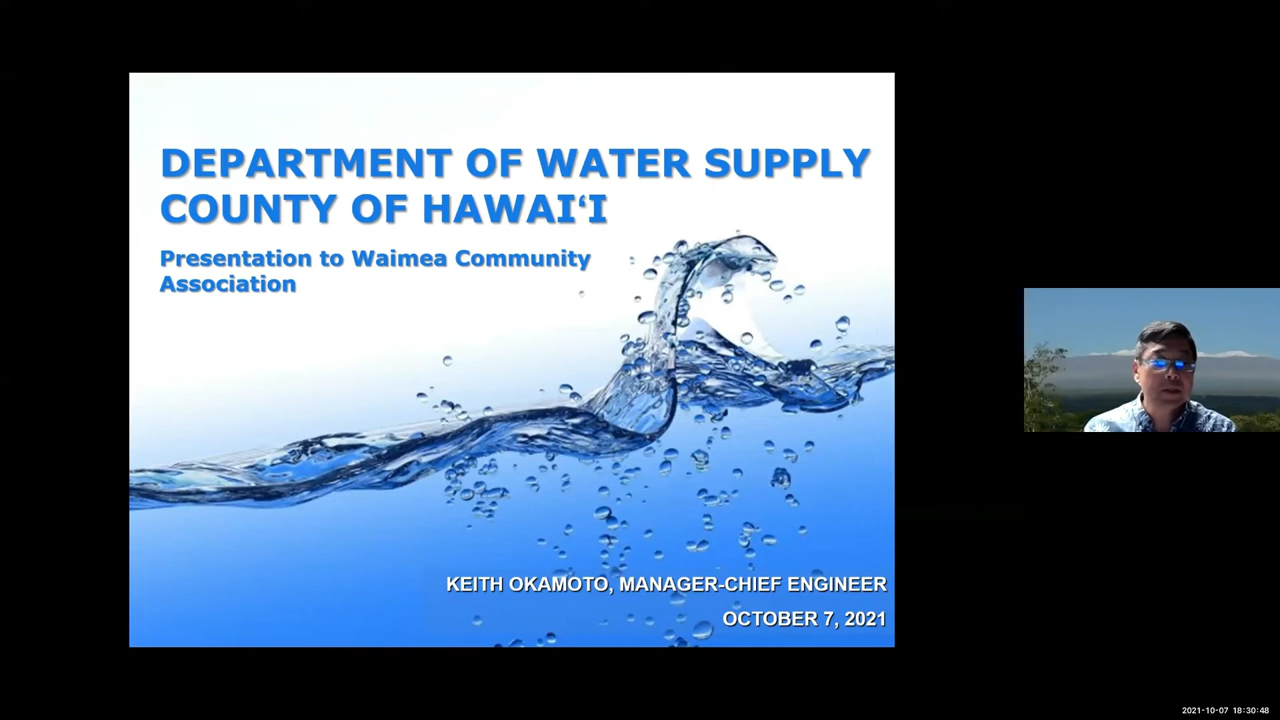 DEPARTMENT OF WATER SUPPLY
COUNTY OF HAWAIʻI
Presentation to Waimea Community
Association
KEITH OKAMOTO, MANAGER-CHIEF ENGINEER
OCTOBER 7, 2021
2021-10-07 18:30:48